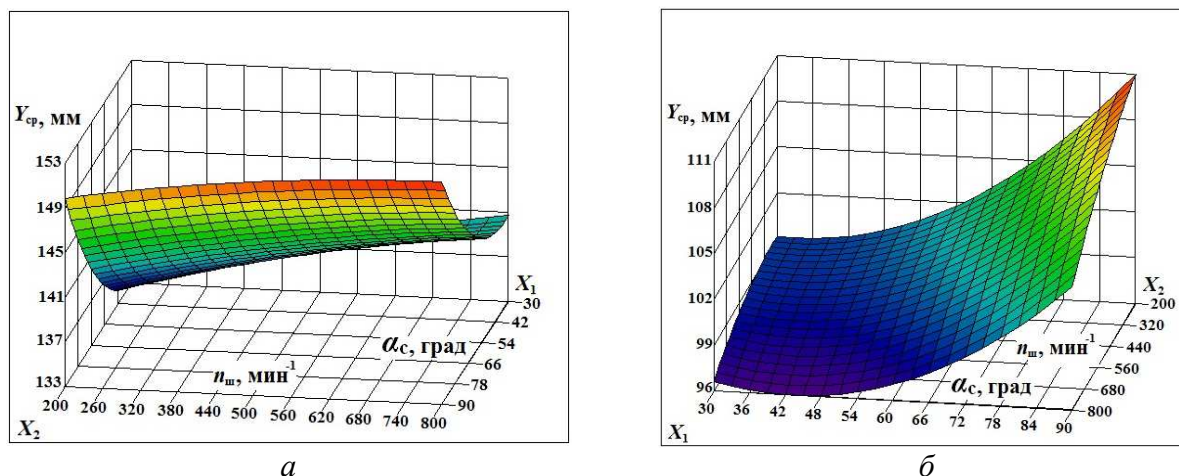 Yср, мм
153
149
145
141
137
133
200 260 320 380 440 500 560 620 680 740 800
X2
nш, мин-1
αс, град
X1
30
42
54
66
78
90
а
Yср, мм
111
108
105
102
99
96
30 36 42 48 54 60 66 72 78 84 90
X1
αс, град
nш, мин-1
X2
200
320
440
560
680
800
б